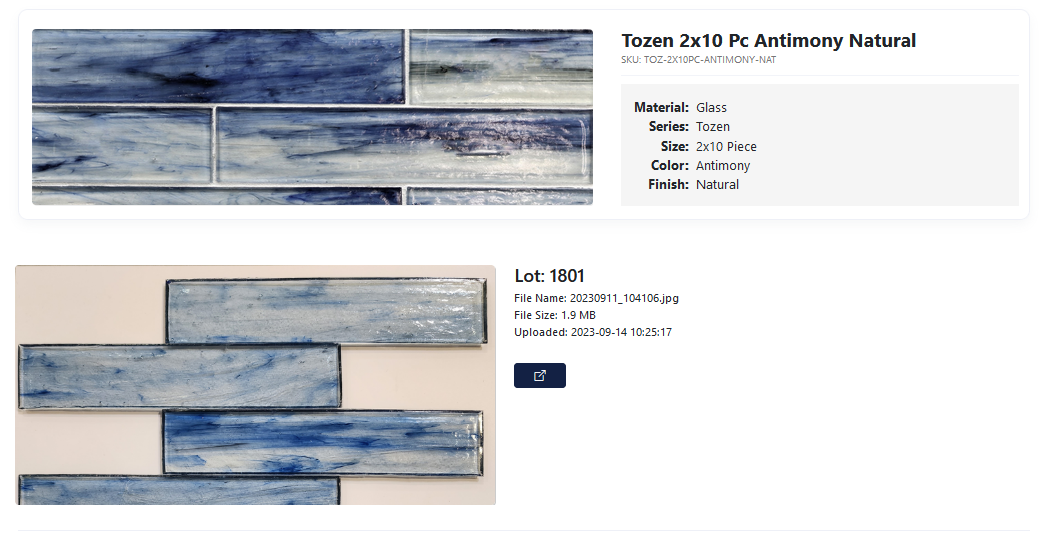 Tozen 2x10 Pc Antimony Natural
SKU: TOZ-2X10PC-ANTIMONY-NAT
Material: Glass
Series: Tozen
Size: 2x10 Piece
Color: Antimony
Finish: Natural
Lot: 1801
File Name: 20230911_104106.jpg
File Size: 1.9 MB
Uploaded: 2023-09-14 10:25:17